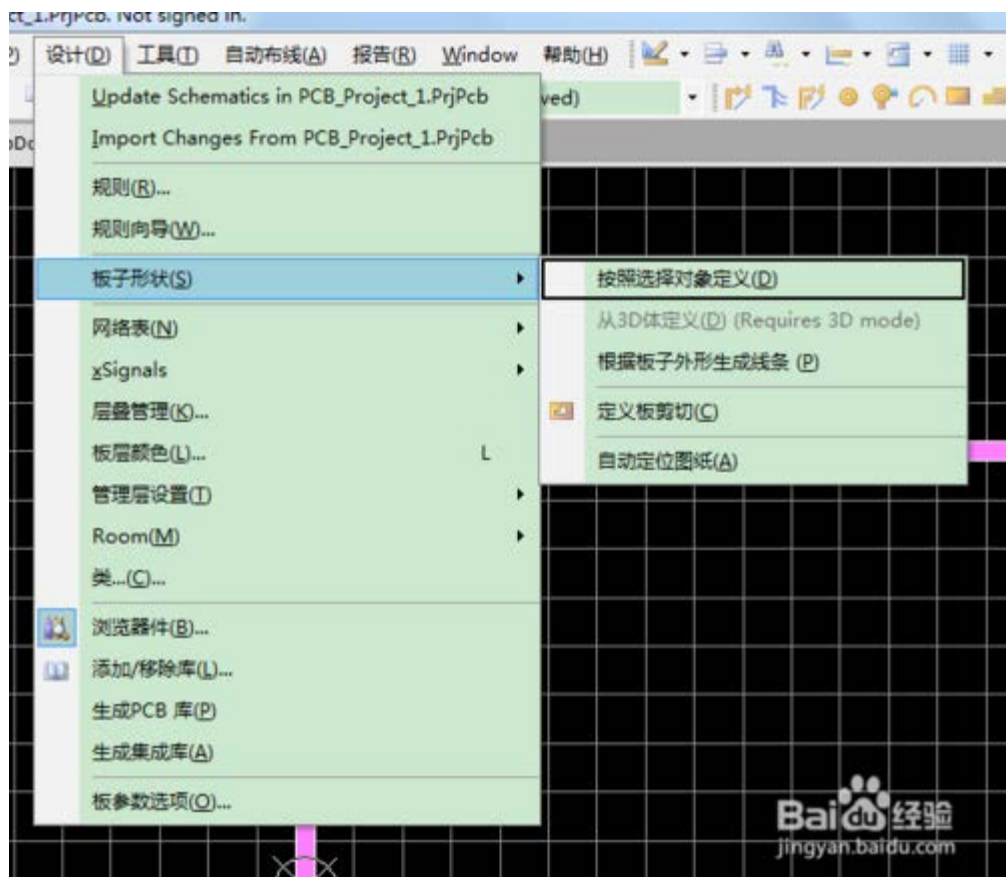 ct_1.PrjPcb. Not signed in.
设计(D) 工具(T) 自动布线(A) 报告(R) Window 帮助(H)
Update Schematics in PCB_Project_1.PrjPcb
ved)
Import Changes From PCB_Project_1.PrjPcb
规则(R)...
规则向导(W)...
板子形状(S)
按照选择对象定义(D)
从3D体定义(D) (Requires 3D mode)
根据板子外形生成线条 (P)
定义板剪切(C)
自动定位图纸(A)
网络表(N)
xSignals
层叠管理(K)...
板层颜色(L)... L
管理层设置(T)
Room(M)
类...(C)...
浏览器件(B)...
添加/移除库(L)...
生成PCB 库(P)
生成集成库(A)
板参数选项(O)...
Baidu经验
jingyan.baidu.com